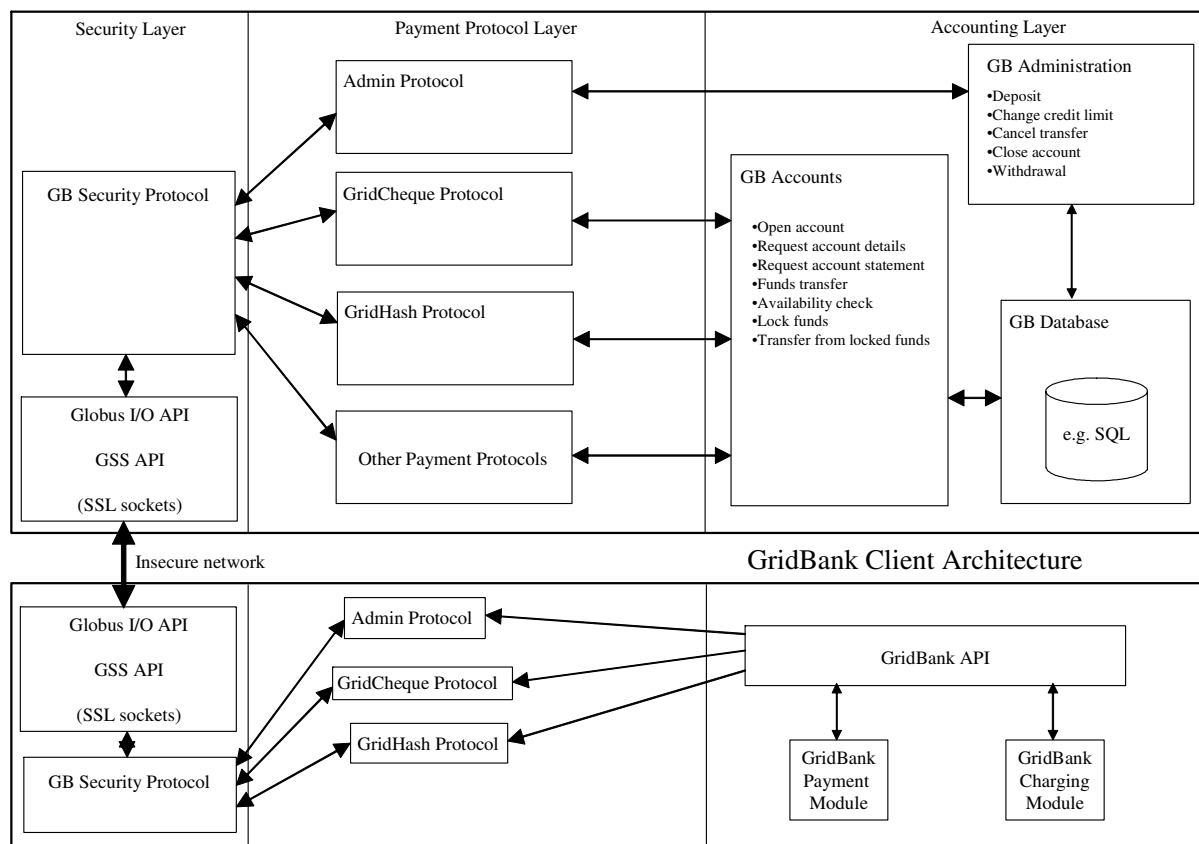 Security Layer
Payment Protocol Layer
Accounting Layer
Admin Protocol
GB Administration
•Deposit
•Change credit limit
•Cancel transfer
•Close account
•Withdrawal
GB Security Protocol
GridCheque Protocol
GB Accounts
•Open account
•Request account details
•Request account statement
•Funds transfer
•Availability check
•Lock funds
•Transfer from locked funds
GridHash Protocol
GB Database
e.g. SQL
Globus I/O API
GSS API
(SSL sockets)
Other Payment Protocols
Insecure network
GridBank Client Architecture
Globus I/O API
GSS API
(SSL sockets)
Admin Protocol
GridCheque Protocol
GridHash Protocol
GridBank API
GB Security Protocol
GridBank
Payment
Module
GridBank
Charging
Module